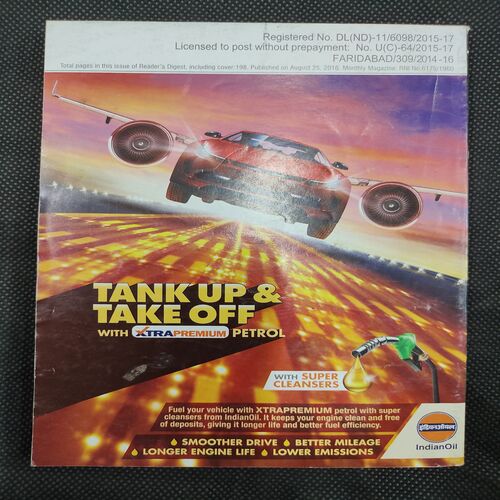 Registered No. DL(ND)-11/6098/2015-17
Licensed to post without prepayment: No. U(C)-64/2015-17
FARIDABAD/309/2014-16
Total pages in this issue of Reader's Digest, including cover:198, Published on August 25, 2016. Monthly Magazine: RNI No.6175/1960
TANK UP &
TAKE OFF
WITH XTRAPREMIUM PETROL
WITH SUPER
CLEANSERS
Fuel your vehicle with XTRAPREMIUM petrol with super
cleansers from IndianOil. It keeps your engine clean and free
of deposits, giving it longer life and better fuel efficiency.
SMOOTHER DRIVE BETTER MILEAGE
LONGER ENGINE LIFE LOWER EMISSIONS
इंडियनऑयल
IndianOil